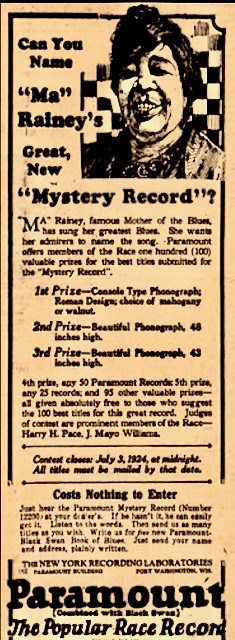 Can You
Name
"Ma"
Rainey's
Great,
New
"Mystery Record"?
"MA" Rainey, famous Mother of the Blues,
has sung her greatest Blues. She wants
her admirers to name the song. Paramount
offers members of the Race one hundred (100)
valuable prizes for the best titles submitted for
the "Mystery Record".
1st Prize—Console Type Phonograph;
Roman Design; choice of mahogany
or walnut.
2nd Prize—Beautiful Phonograph, 48
inches high.
3rd Prize—Beautiful Phonograph, 43
inches high.
4th prize, any 50 Paramount Records; 5th prize,
any 25 records; and 95 other valuable prizes—
all given absolutely free to those who suggest
the 100 best titles for this great record. Judges
of contest are prominent members of the Race—
Harry H. Pace, J. Mayo Williams.
Contest closes: July 3, 1924, at midnight.
All titles must be mailed by that date.
Costs Nothing to Enter
Just hear the Paramount Mystery Record (Number
12200) at your dealer's. If he hasn't it, he can easily
get it. Listen to the words. Then send us as many
titles as you wish. Write us for free new Paramount-
Black Swan Book of Blues. Just send your name
and address, plainly written.
THE NEW YORK RECORDING LABORATORIES
PARAMOUNT BUILDING PORT WASHINGTON, WIS.
Paramount
(Combined with Black Swan)
The Popular Race Record